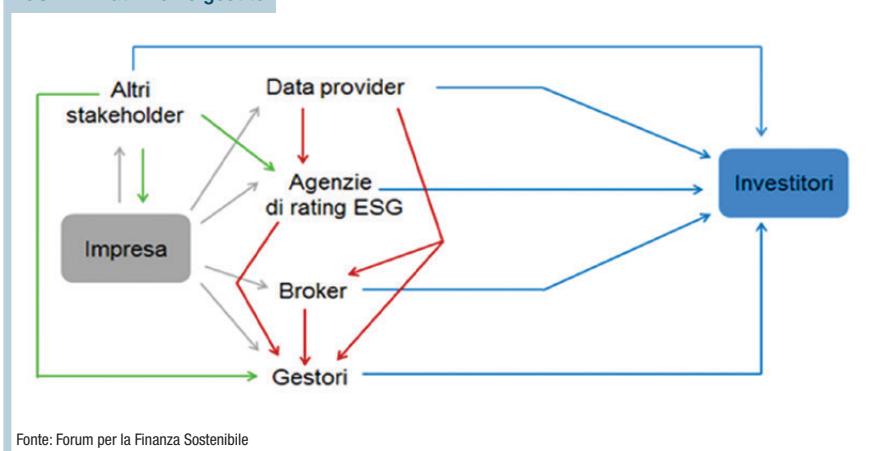 Altri
stakeholder
Data provider
Agenzie
di rating ESG
Investitori
Impresa
Broker
Gestori
Fonte: Forum per la Finanza Sostenibile